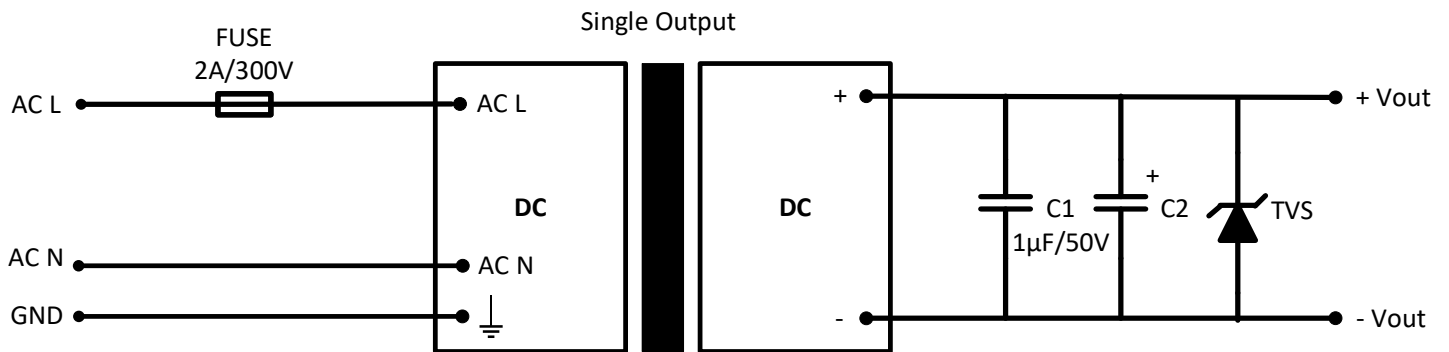 Single Output
FUSE
2A/300V
AC L
AC L
+
+ Vout
DC
DC
+
C1
C2
TVS
1µF/50V
AC N
AC N
GND
-
- Vout